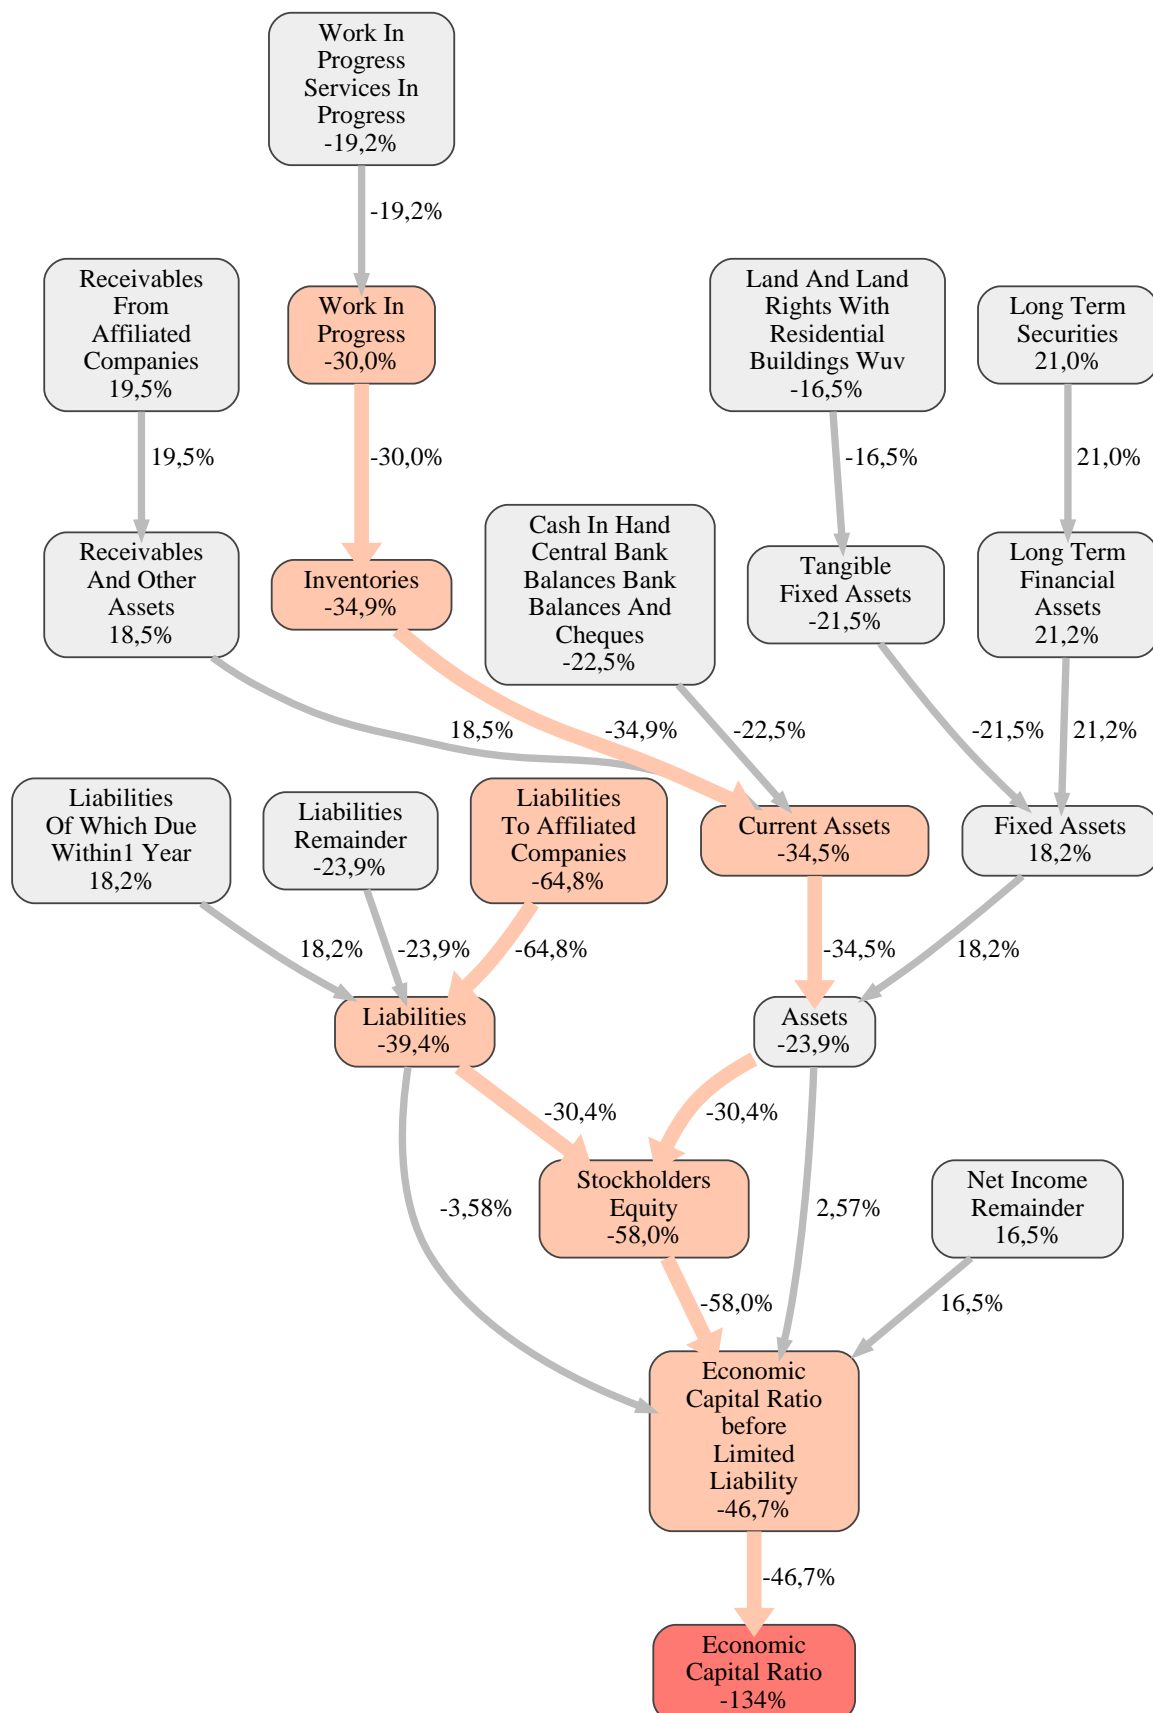 Work In
Progress
Services In
Progress
-19,2%
-19,2%
Receivables
From
Affiliated
Companies
19,5%
Work In
Progress
-30,0%
Land And Land
Rights With
Residential
Buildings Wuv
-16,5%
Long Term
Securities
21,0%
19,5%
-30,0%
-16,5%
21,0%
Receivables
And Other
Assets
18,5%
Inventories
-34,9%
Cash In Hand
Central Bank
Balances Bank
Balances And
Cheques
-22,5%
Tangible
Fixed Assets
-21,5%
Long Term
Financial
Assets
21,2%
18,5%
-34,9%
-22,5%
-21,5%
21,2%
Liabilities
Of Which Due
Within1 Year
18,2%
Liabilities
Remainder
-23,9%
Liabilities
To Affiliated
Companies
-64,8%
Current Assets
-34,5%
Fixed Assets
18,2%
18,2%
-23,9%
-64,8%
-34,5%
18,2%
Liabilities
-39,4%
Assets
-23,9%
-30,4%
-30,4%
Stockholders
Equity
-58,0%
Net Income
Remainder
16,5%
-3,58%
2,57%
-58,0%
16,5%
Economic
Capital Ratio
before
Limited
Liability
-46,7%
-46,7%
Economic
Capital Ratio
-134%